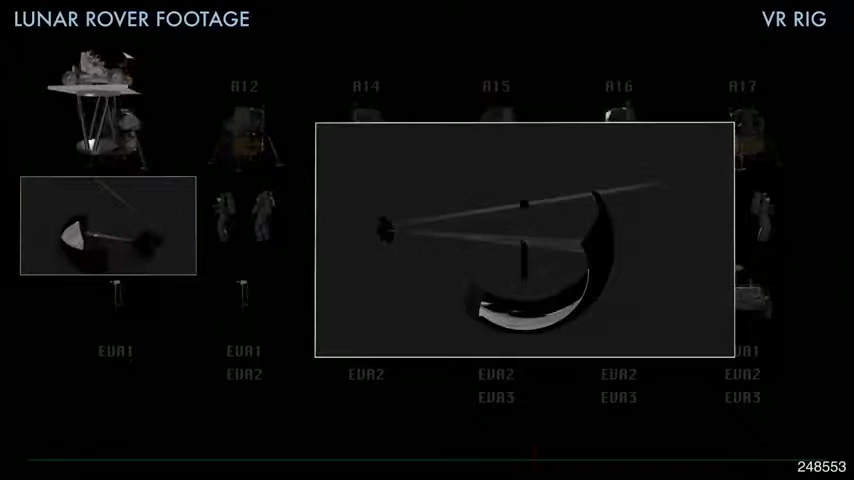 LUNAR ROVER FOOTAGE
VR RIG
A12 A14 A15 A16 A17
EVA1 EVA1
EVA2 EVA2 EVA2 EVA2 EVA2
EVA3 EVA3 EVA3
248553